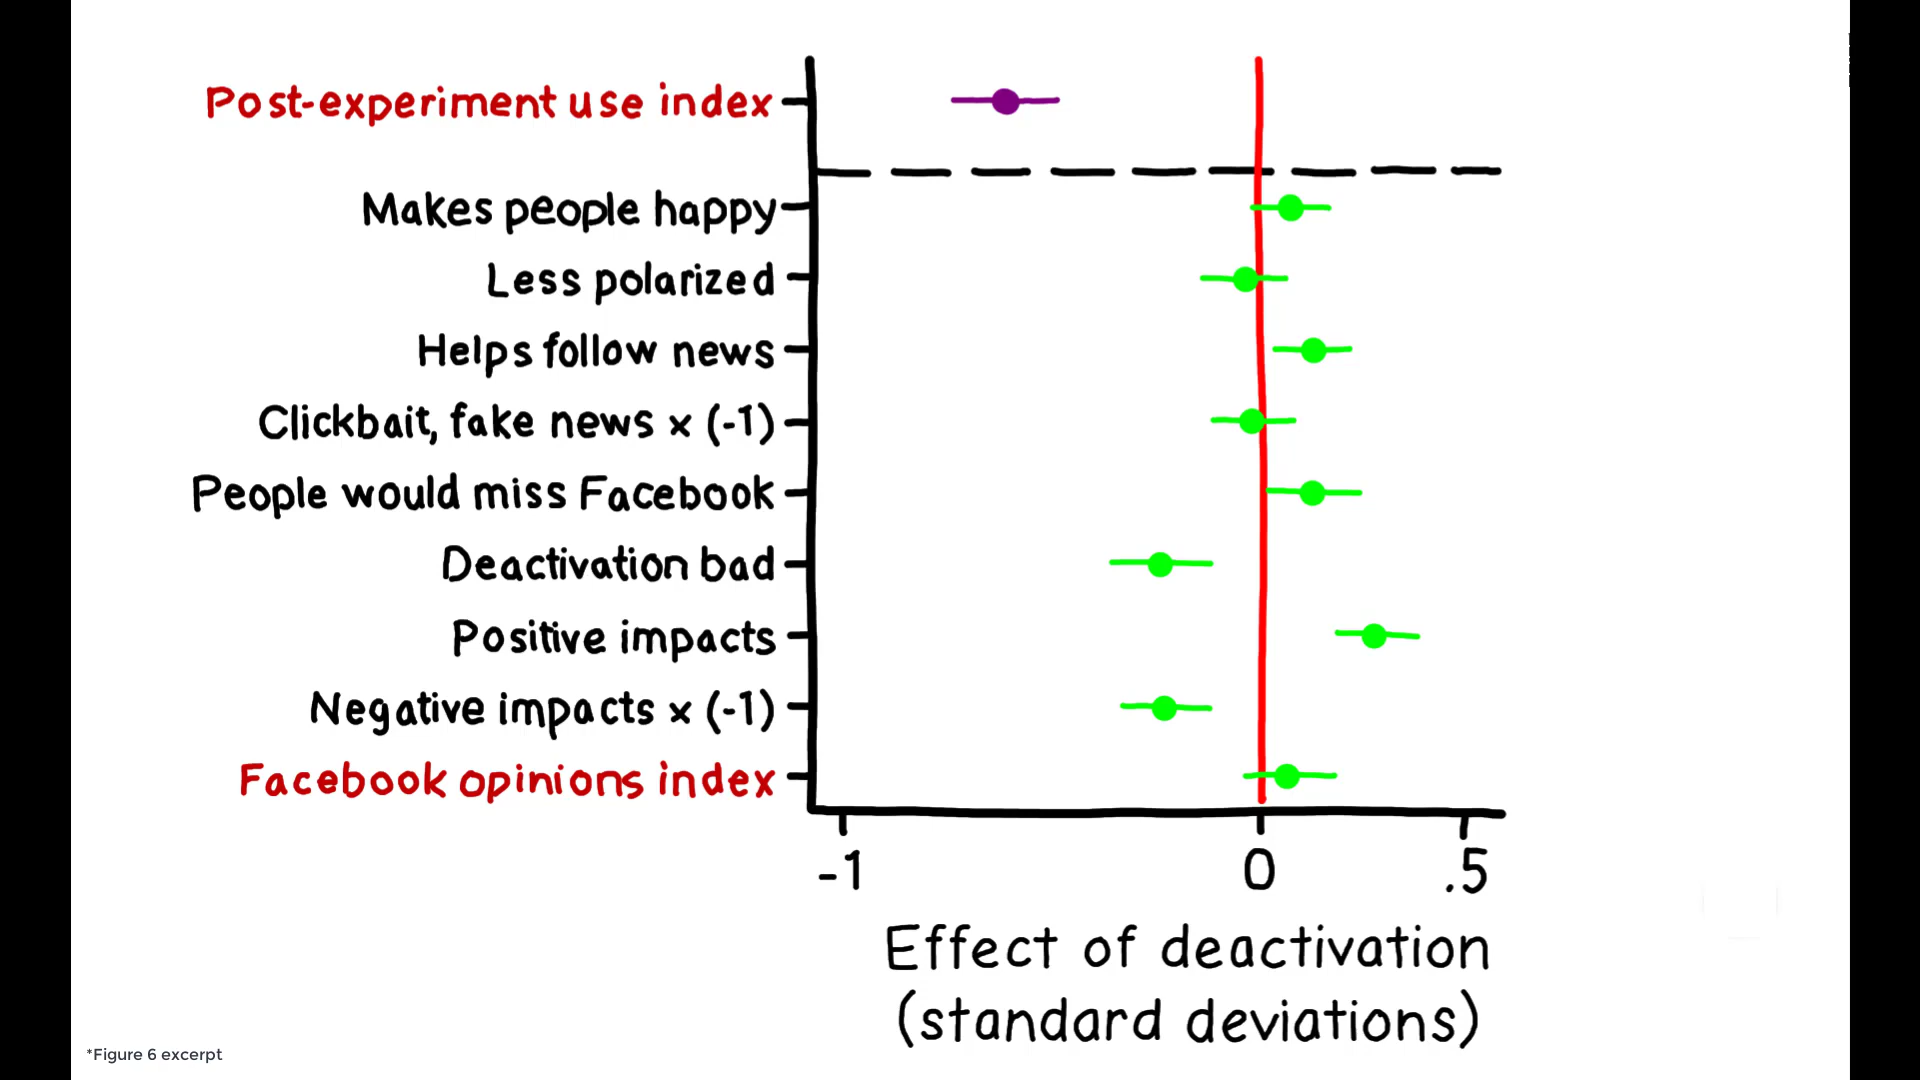 Post-experiment use index
Makes people happy
Less polarized
Helps follow news
Clickbait, fake news x (-1)
People would miss Facebook
Deactivation bad
Positive impacts
Negative impacts x (-1)
Facebook opinions index
-1 0 .5
Effect of deactivation
(standard deviations)
*Figure 6 excerpt